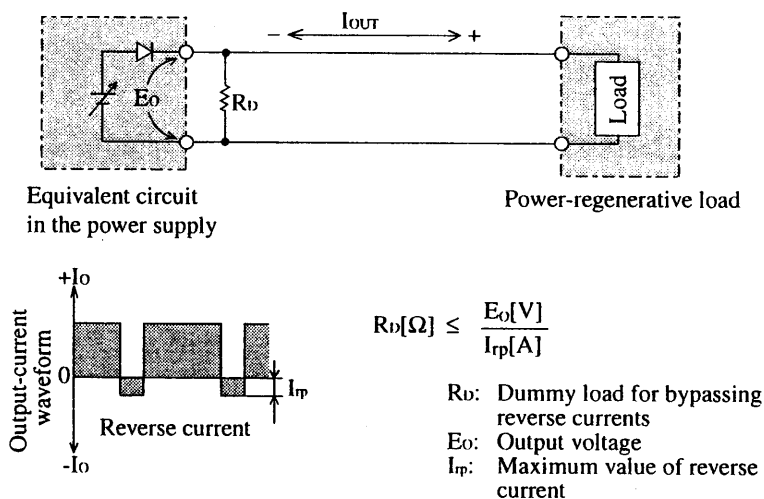 − IOUT +
EO
RD
Load
Equivalent circuit
in the power supply
Power-regenerative load
+IO
Output-current
waveform
0
Irp
Reverse current
-IO
RD[Ω] ≤ EO[V]
Irp[A]
RD: Dummy load for bypassing
reverse currents
EO: Output voltage
Irp: Maximum value of reverse
current